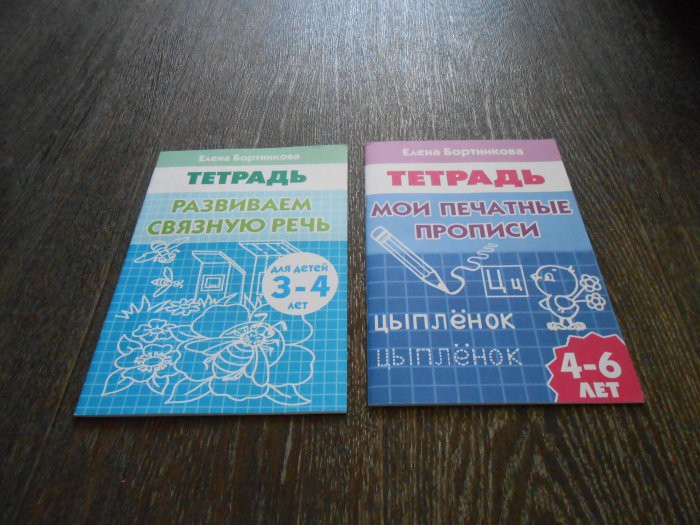 Елена Бортникова
ТЕТРАДЬ
РАЗВИВАЕМ
СВЯЗНУЮ РЕЧЬ
для детей
3-4
лет
Елена Бортникова
ТЕТРАДЬ
МОИ ПЕЧАТНЫЕ
ПРОПИСИ
Ц ц
цыплёнок
цыплёнок
4-6
ЛЕТ